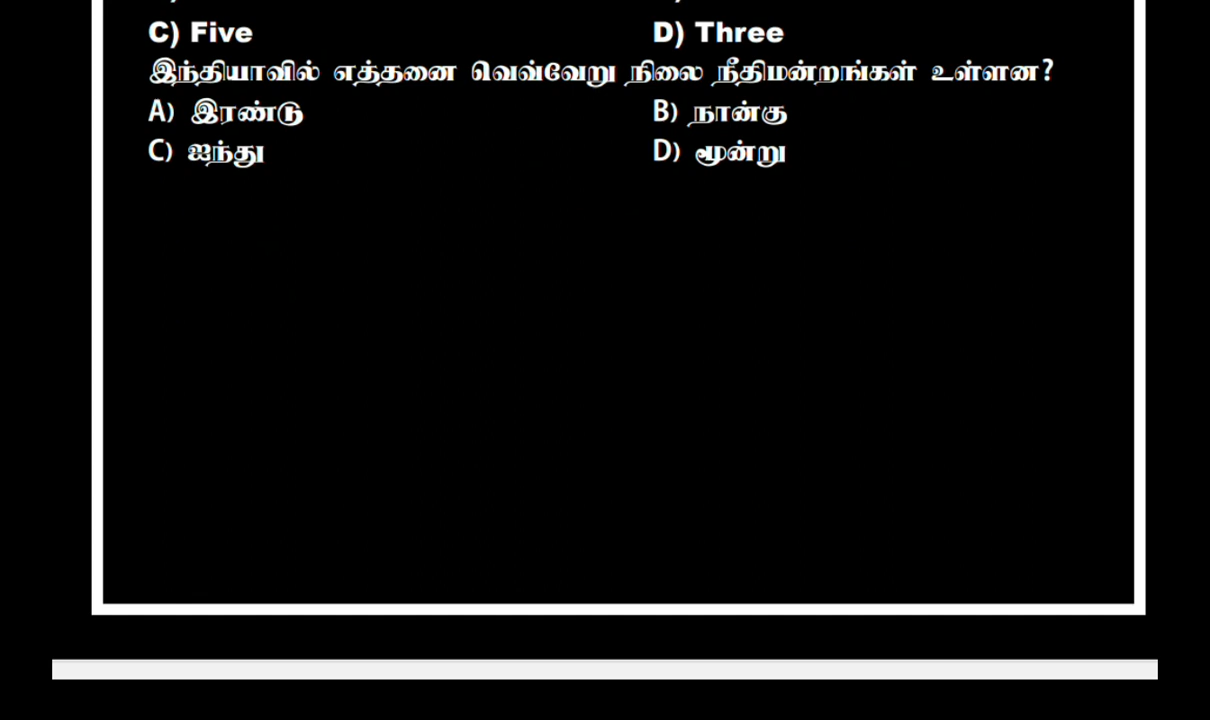 C) Five D) Three
இந்தியாவில் எத்தனை வெவ்வேறு நிலை நீதிமன்றங்கள் உள்ளன?
A) இரண்டு B) நான்கு
C) ஐந்து D) மூன்று